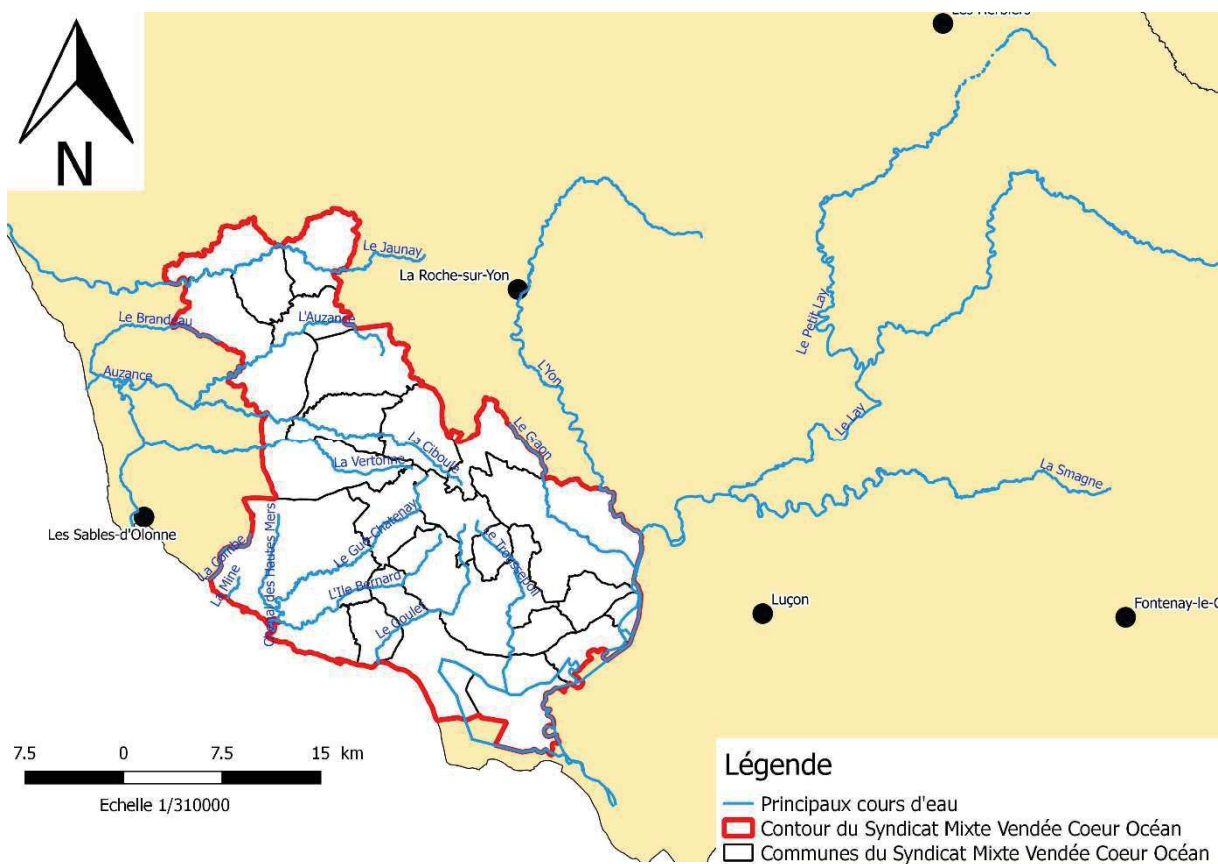 Les Herbiers
N
Le Jaunay
La Roche-sur-Yon
Le Brandeau
L'Auzance
Le Petit Lay
Auzance
L'Yon
Le Lay
Le Graon
La Ciboule
La Vertonne
La Smagne
Les Sables-d'Olonne
Le Gué Chatenay
Le Troussepoil
La Combe
La Mine
Chenal des Hautes Mers
L'Ile Bernard
Le Goulet
Luçon
Fontenay-le-C
7.5 0 7.5 15 km
Echelle 1/310000
Légende
Principaux cours d'eau
Contour du Syndicat Mixte Vendée Coeur Océan
Communes du Syndicat Mixte Vendée Coeur Océan